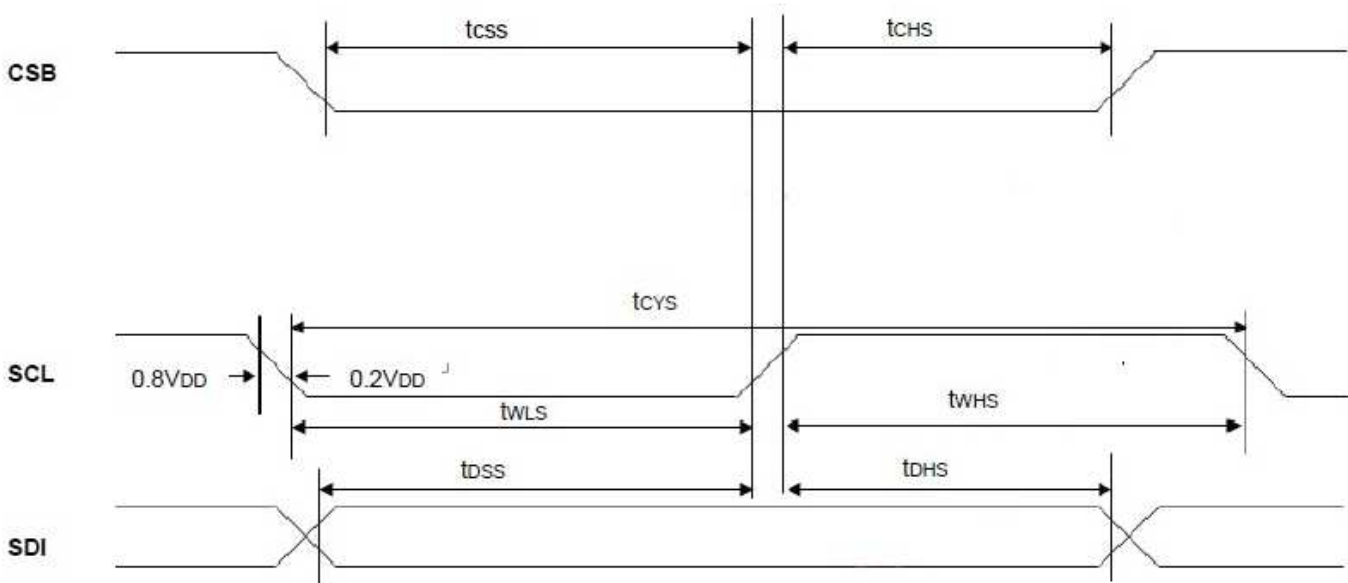 tCSS
tCHS
CSB
tCYS
SCL
0.8VDD
0.2VDD
tWLS
tWHS
tDSS
tDHS
SDI